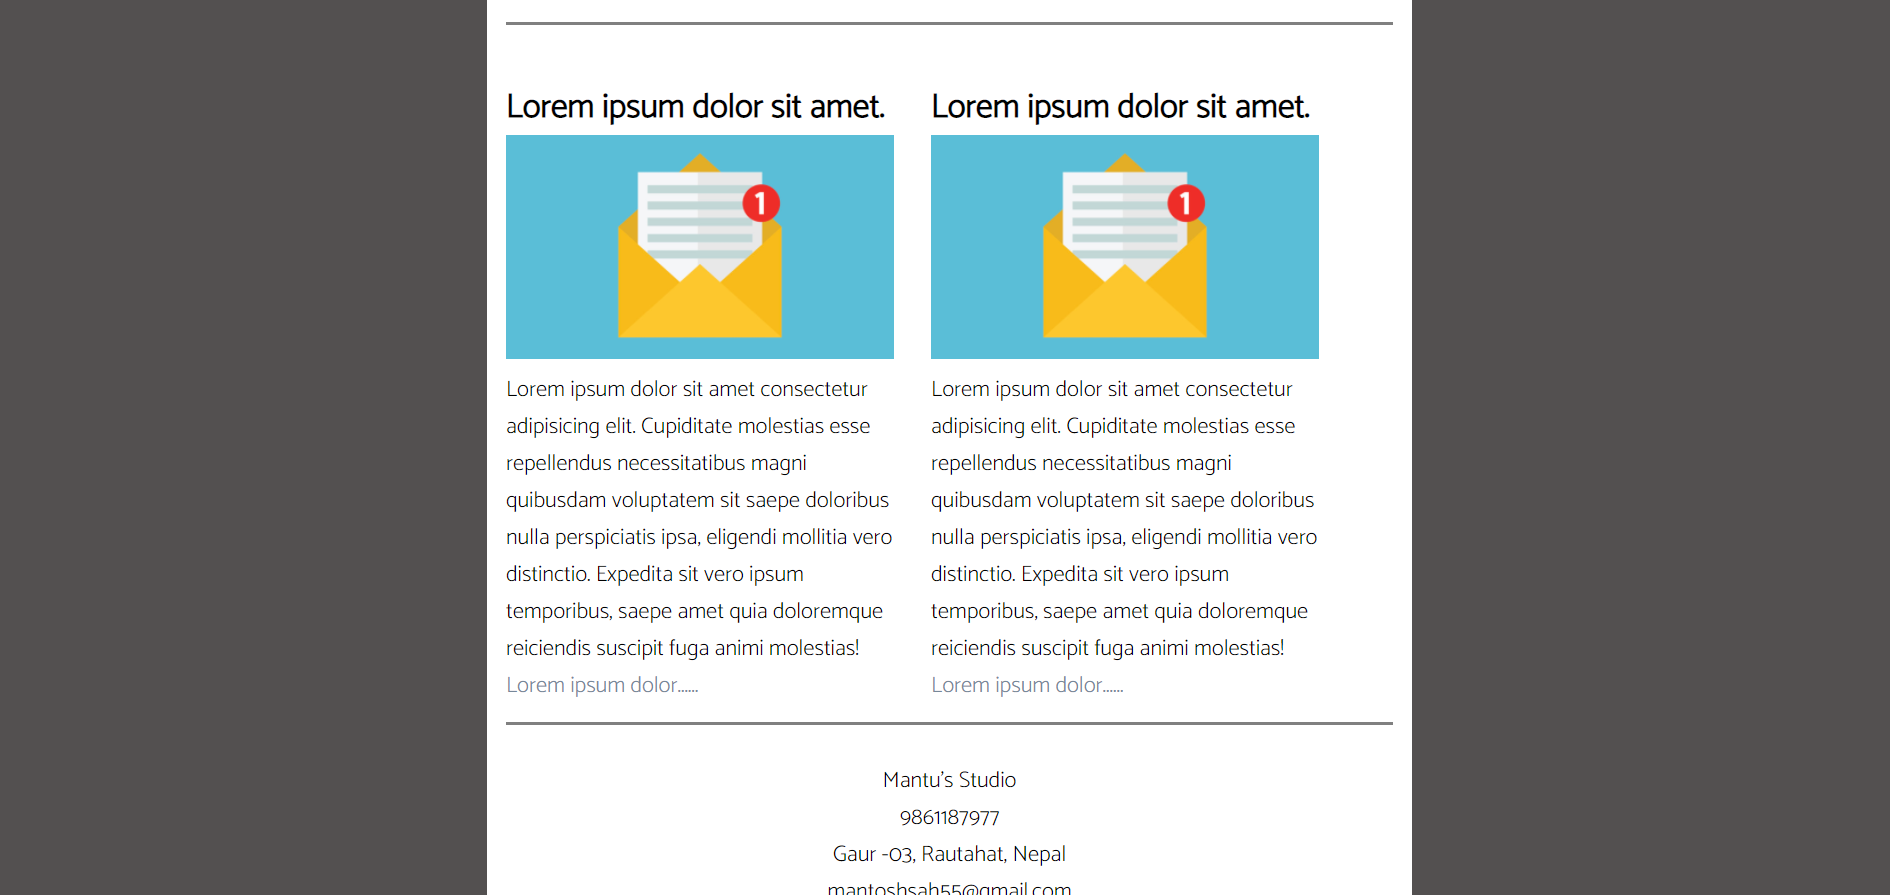 Lorem ipsum dolor sit amet.
1
Lorem ipsum dolor sit amet consectetur
adipisicing elit. Cupiditate molestias esse
repellendus necessitatibus magni
quibusdam voluptatem sit saepe doloribus
nulla perspiciatis ipsa, eligendi mollitia vero
distinctio. Expedita sit vero ipsum
temporibus, saepe amet quia doloremque
reiciendis suscipit fuga animi molestias!
Lorem ipsum dolor......
Lorem ipsum dolor sit amet.
1
Lorem ipsum dolor sit amet consectetur
adipisicing elit. Cupiditate molestias esse
repellendus necessitatibus magni
quibusdam voluptatem sit saepe doloribus
nulla perspiciatis ipsa, eligendi mollitia vero
distinctio. Expedita sit vero ipsum
temporibus, saepe amet quia doloremque
reiciendis suscipit fuga animi molestias!
Lorem ipsum dolor......
Mantu's Studio
9861187977
Gaur -03, Rautahat, Nepal
mantoshsah55@gmail.com